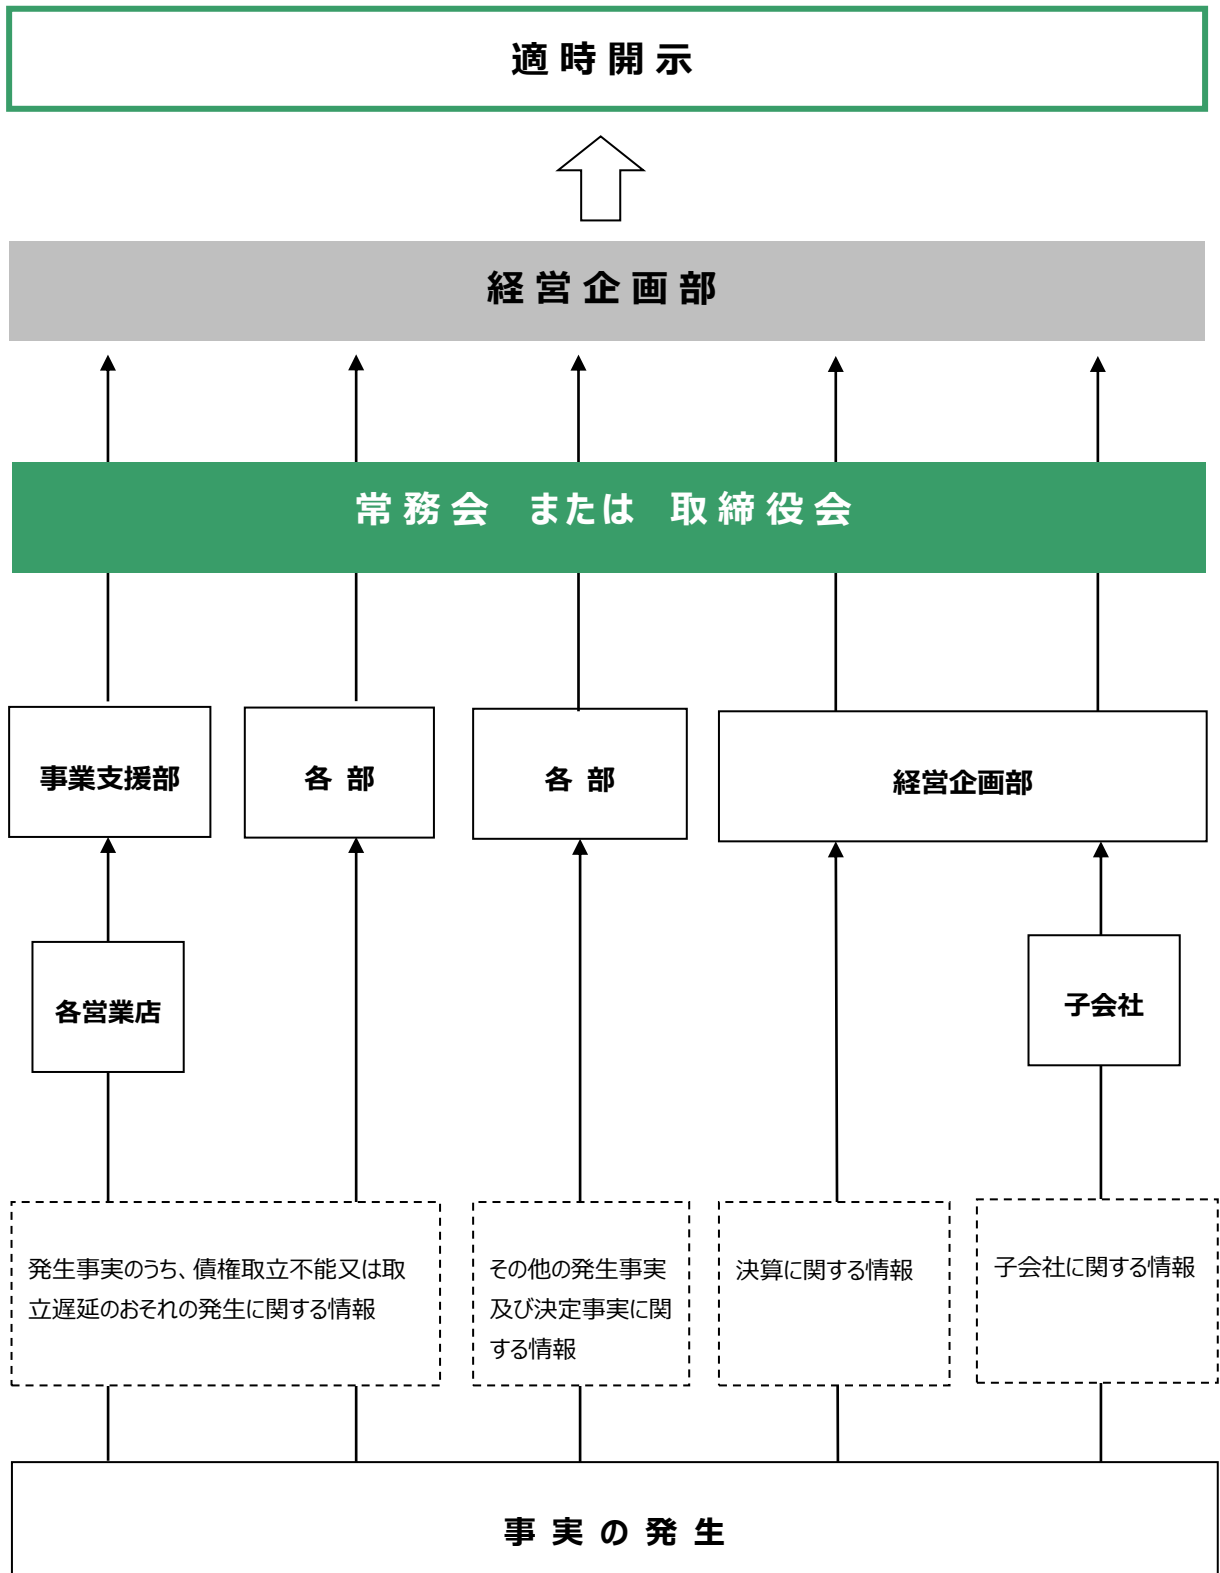 適時開示
経営企画部
常務会 または 取締役会
事業支援部
各部
各部
経営企画部
各営業店
子会社
発生事実のうち、債権取立不能又は取
立遅延のおそれの発生に関する情報
その他の発生事実
及び決定事実に関
する情報
決算に関する情報
子会社に関する情報
事実の発生